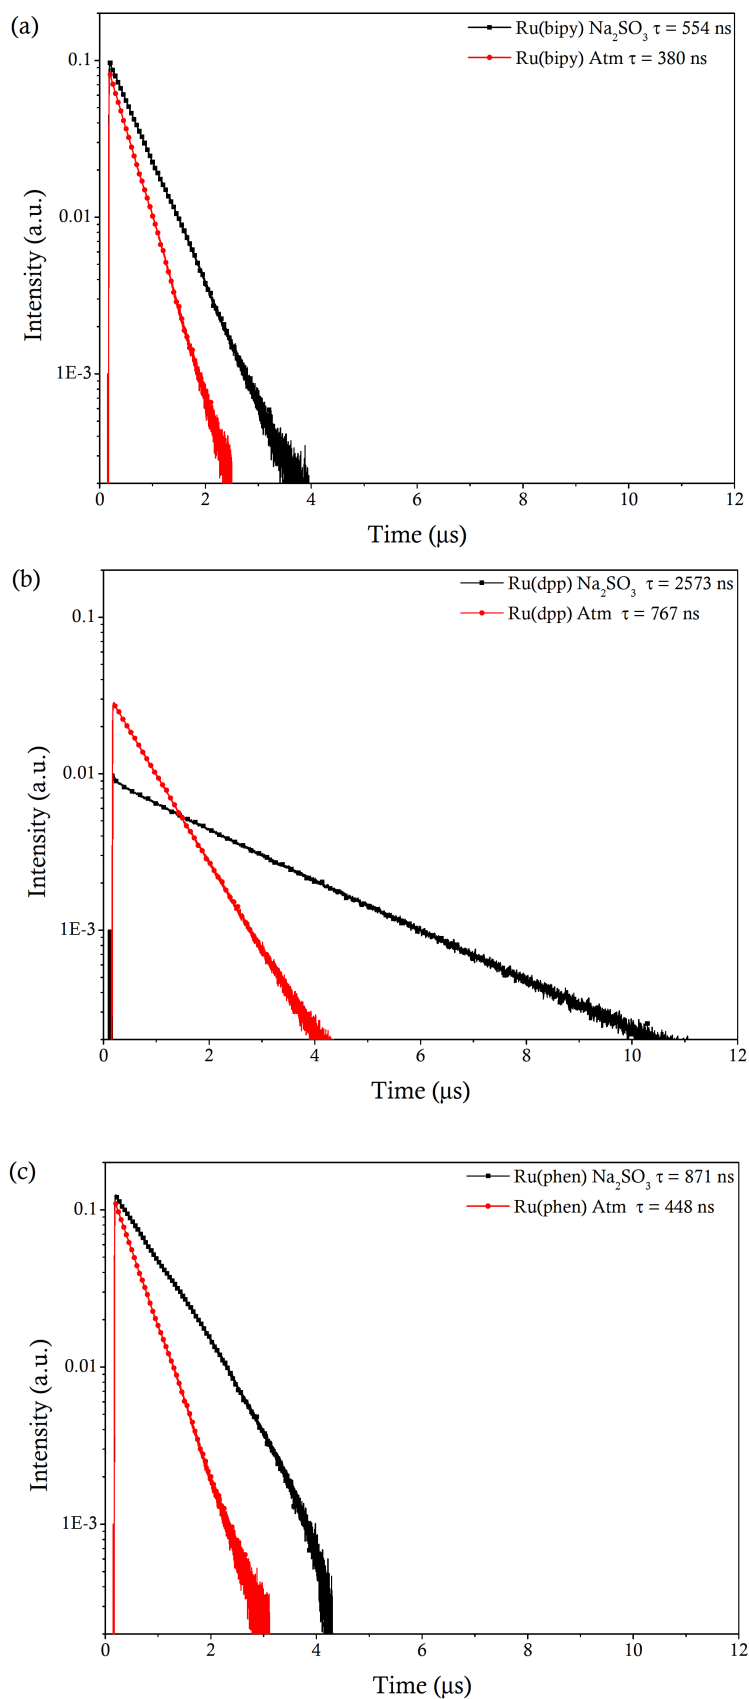 (a)
Ru(bipy) Na₂SO₃ τ = 554 ns
Ru(bipy) Atm τ = 380 ns
0.1
0.01
1E-3
Intensity (a.u.)
0 2 4 6 8 10 12
Time (μs)
(b)
Ru(dpp) Na₂SO₃ τ = 2573 ns
Ru(dpp) Atm τ = 767 ns
0.1
0.01
1E-3
Intensity (a.u.)
0 2 4 6 8 10 12
Time (μs)
(c)
Ru(phen) Na₂SO₃ τ = 871 ns
Ru(phen) Atm τ = 448 ns
0.1
0.01
1E-3
Intensity (a.u.)
0 2 4 6 8 10 12
Time (μs)